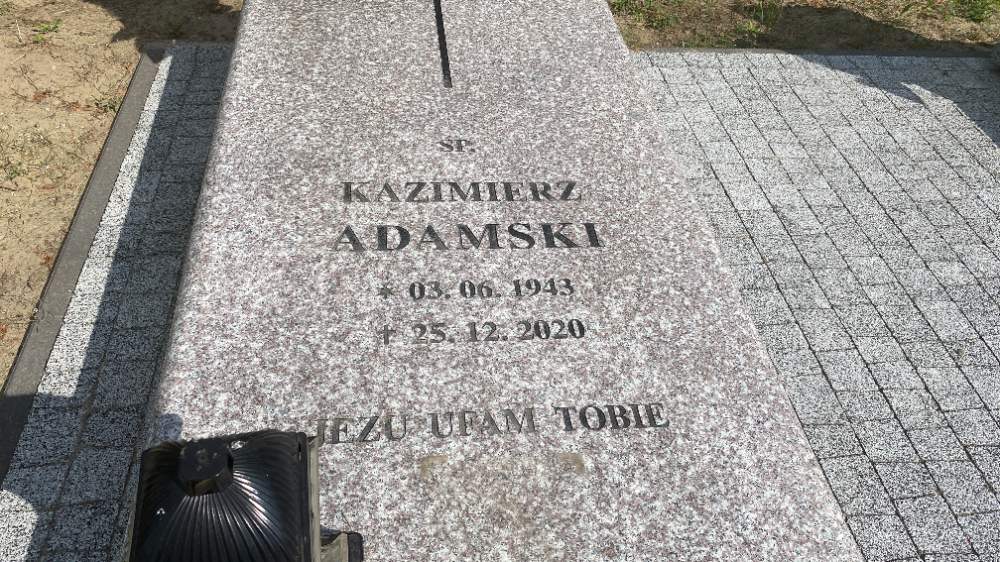 ŚP.
KAZIMIERZ
ADAMSKI
* 03. 06. 1943
† 25. 12. 2020
JEZU UFAM TOBIE